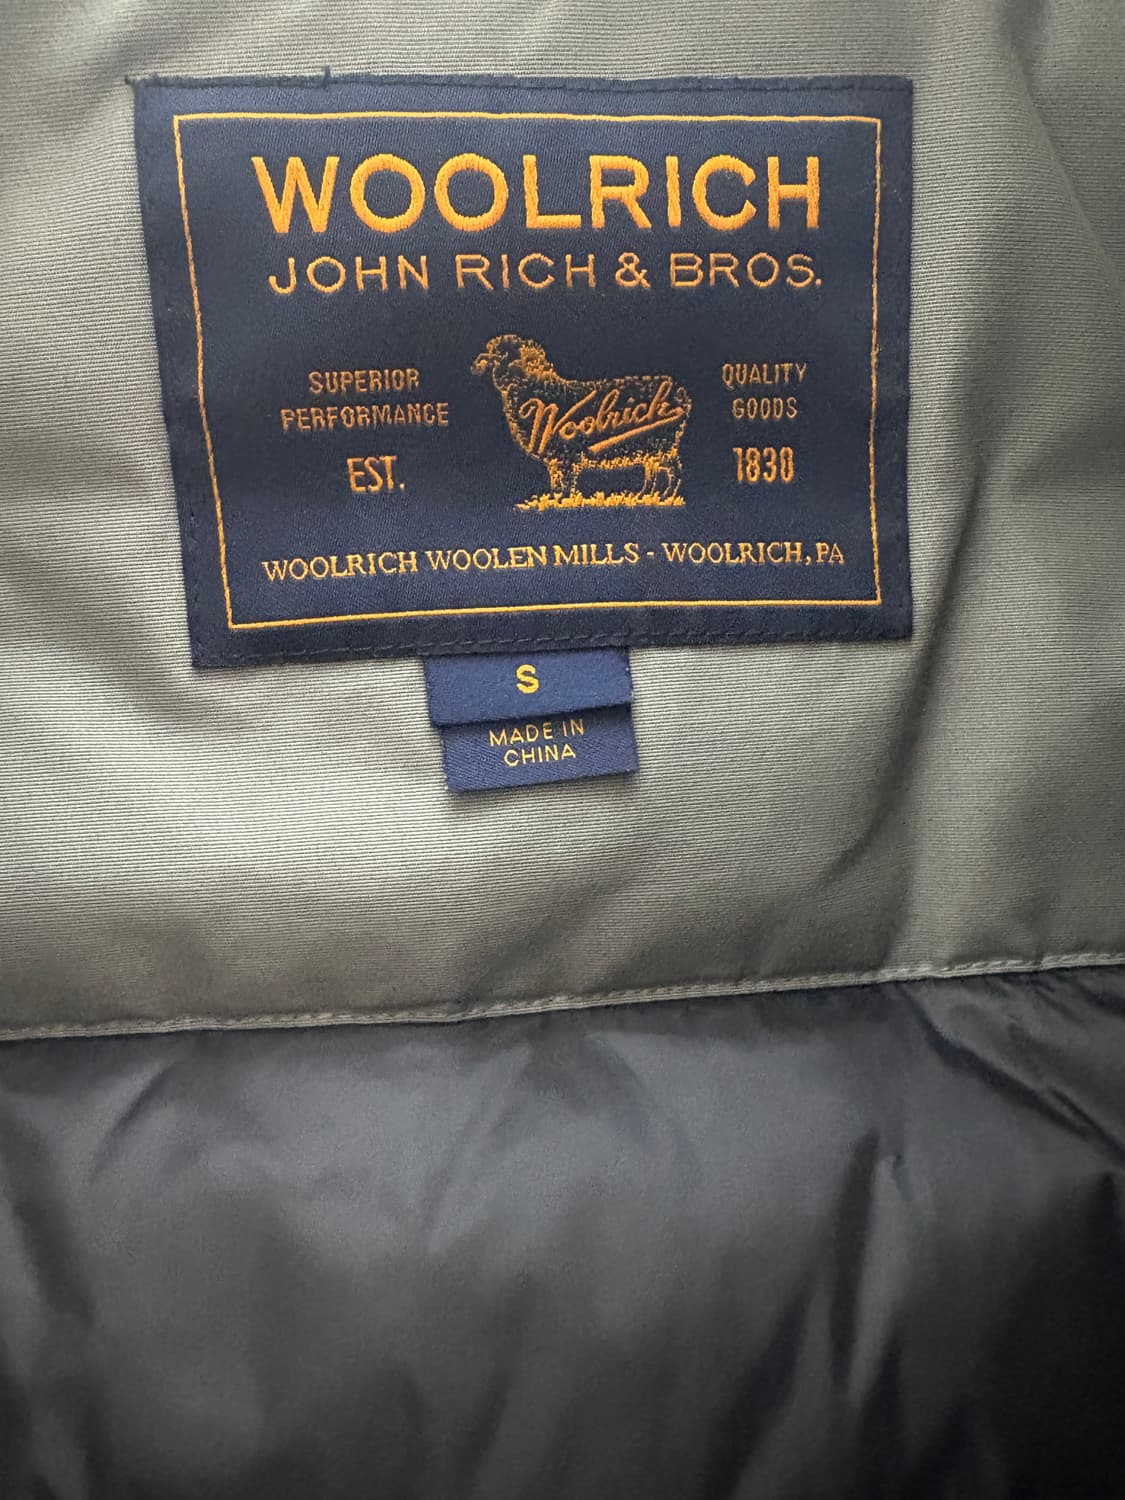 WOOLRICH
JOHN RICH & BROS.
SUPERIOR
PERFORMANCE
EST.
Woolrich
QUALITY
GOODS
1830
WOOLRICH WOOLEN MILLS - WOOLRICH, PA
S
MADE IN
CHINA